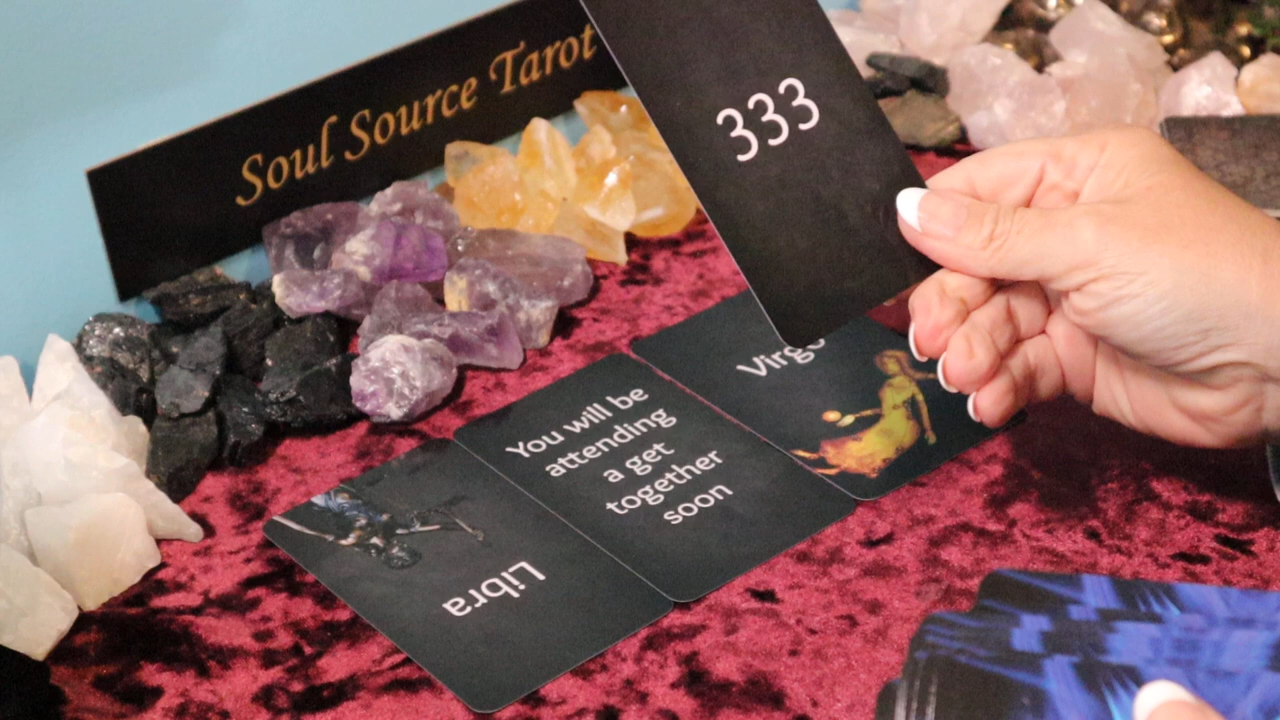 Soul Source Tarot
333
Virgo
You will be
attending
a get
together
soon
Libra